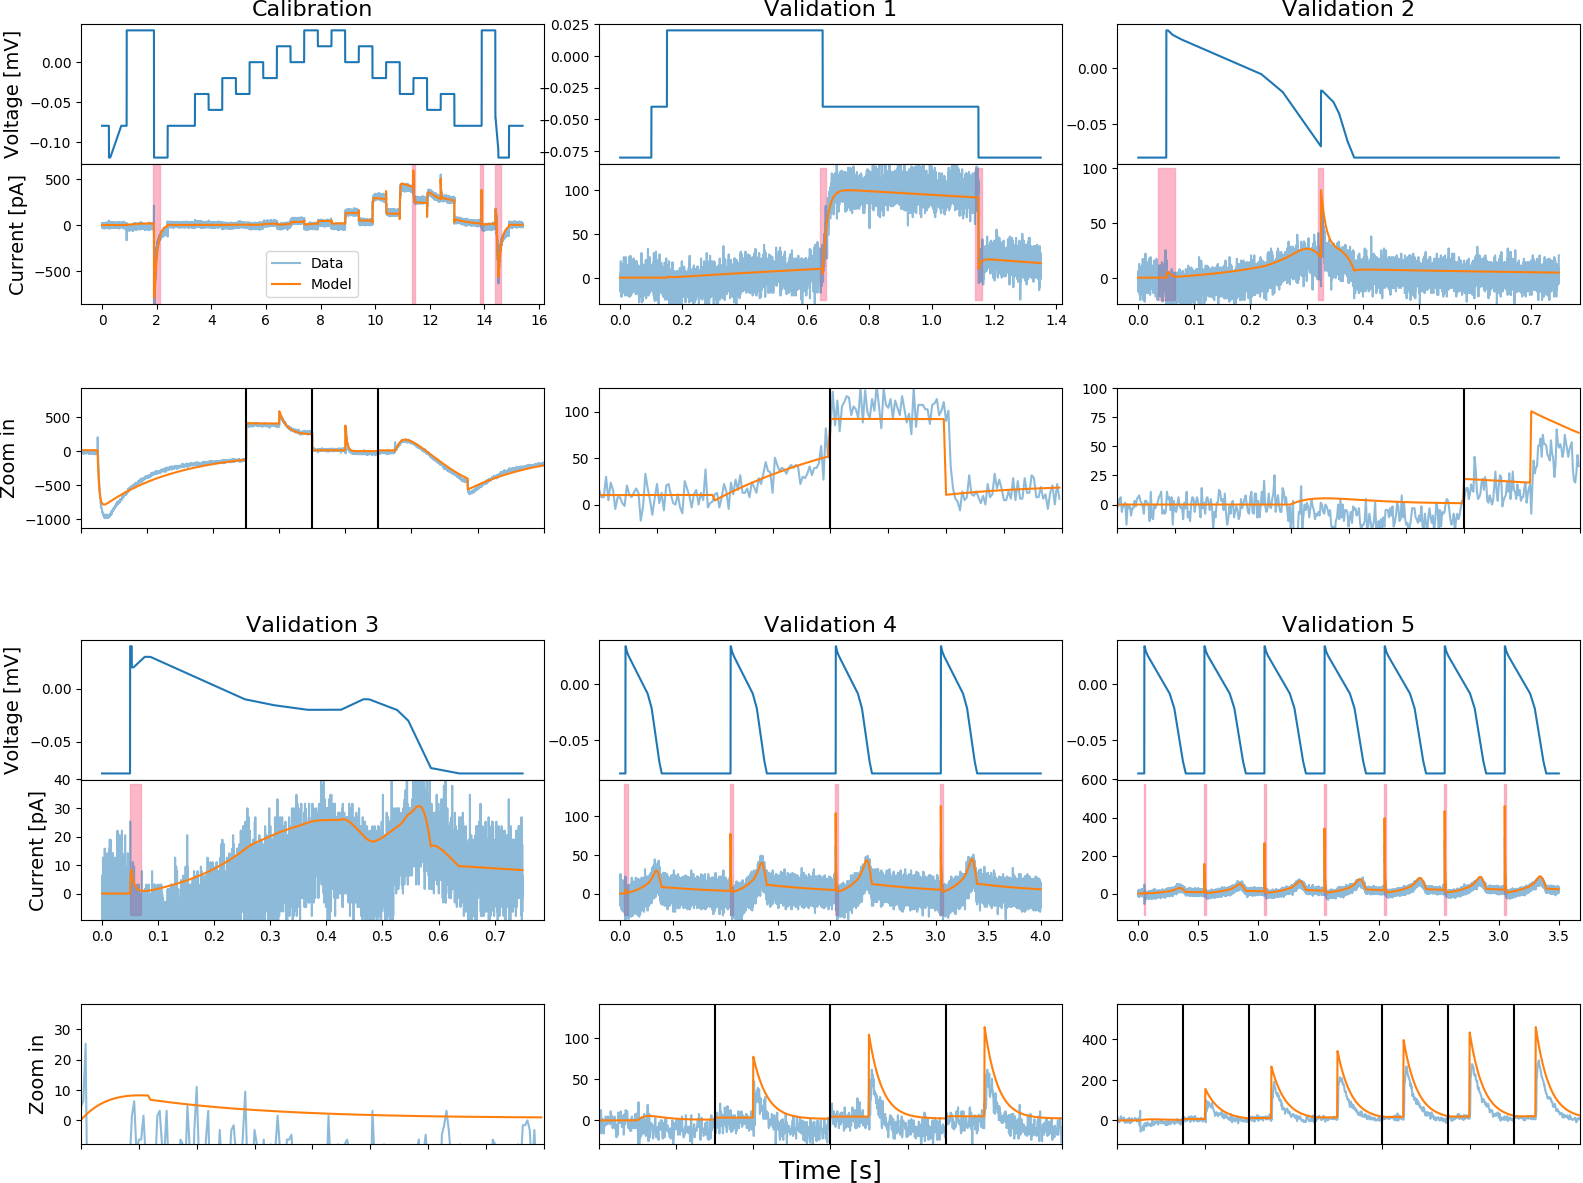 Calibration
Validation 1
Validation 2
Voltage [mV]
0.00
−0.05
−0.10
0.025
0.000
−0.025
−0.050
−0.075
0.00
−0.05
Current [pA]
500
0
−500
Data
Model
100
50
0
100
50
0
0 2 4 6 8 10 12 14 16
0.0 0.2 0.4 0.6 0.8 1.0 1.2 1.4
0.0 0.1 0.2 0.3 0.4 0.5 0.6 0.7
Zoom in
500
0
−500
−1000
100
50
0
100
75
50
25
0
Validation 3
Validation 4
Validation 5
Voltage [mV]
0.00
−0.05
0.00
−0.05
0.00
−0.05
Current [pA]
40
30
20
10
0
100
50
0
600
400
200
0
0.0 0.1 0.2 0.3 0.4 0.5 0.6 0.7
0.0 0.5 1.0 1.5 2.0 2.5 3.0 3.5 4.0
0.0 0.5 1.0 1.5 2.0 2.5 3.0 3.5
Zoom in
30
20
10
0
100
50
0
400
200
0
Time [s]